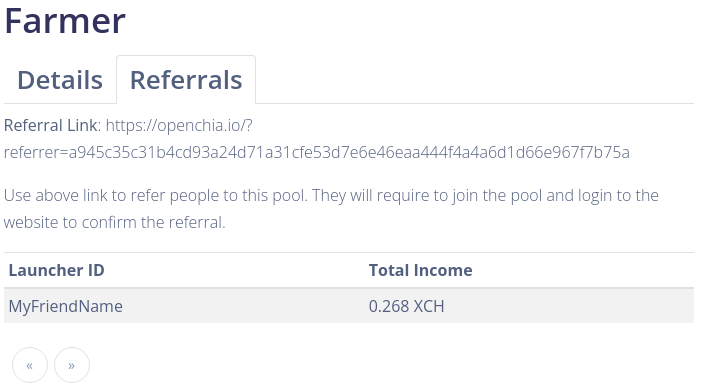 Farmer
Details Referrals
Referral Link: https://openchia.io/?
referrer=a945c35c31b4cd93a24d71a31cfe53d7e6e46eaa444f4a4a6d1d66e967f7b75a
Use above link to refer people to this pool. They will require to join the pool and login to the
website to confirm the referral.
Launcher ID Total Income
MyFriendName 0.268 XCH
« »